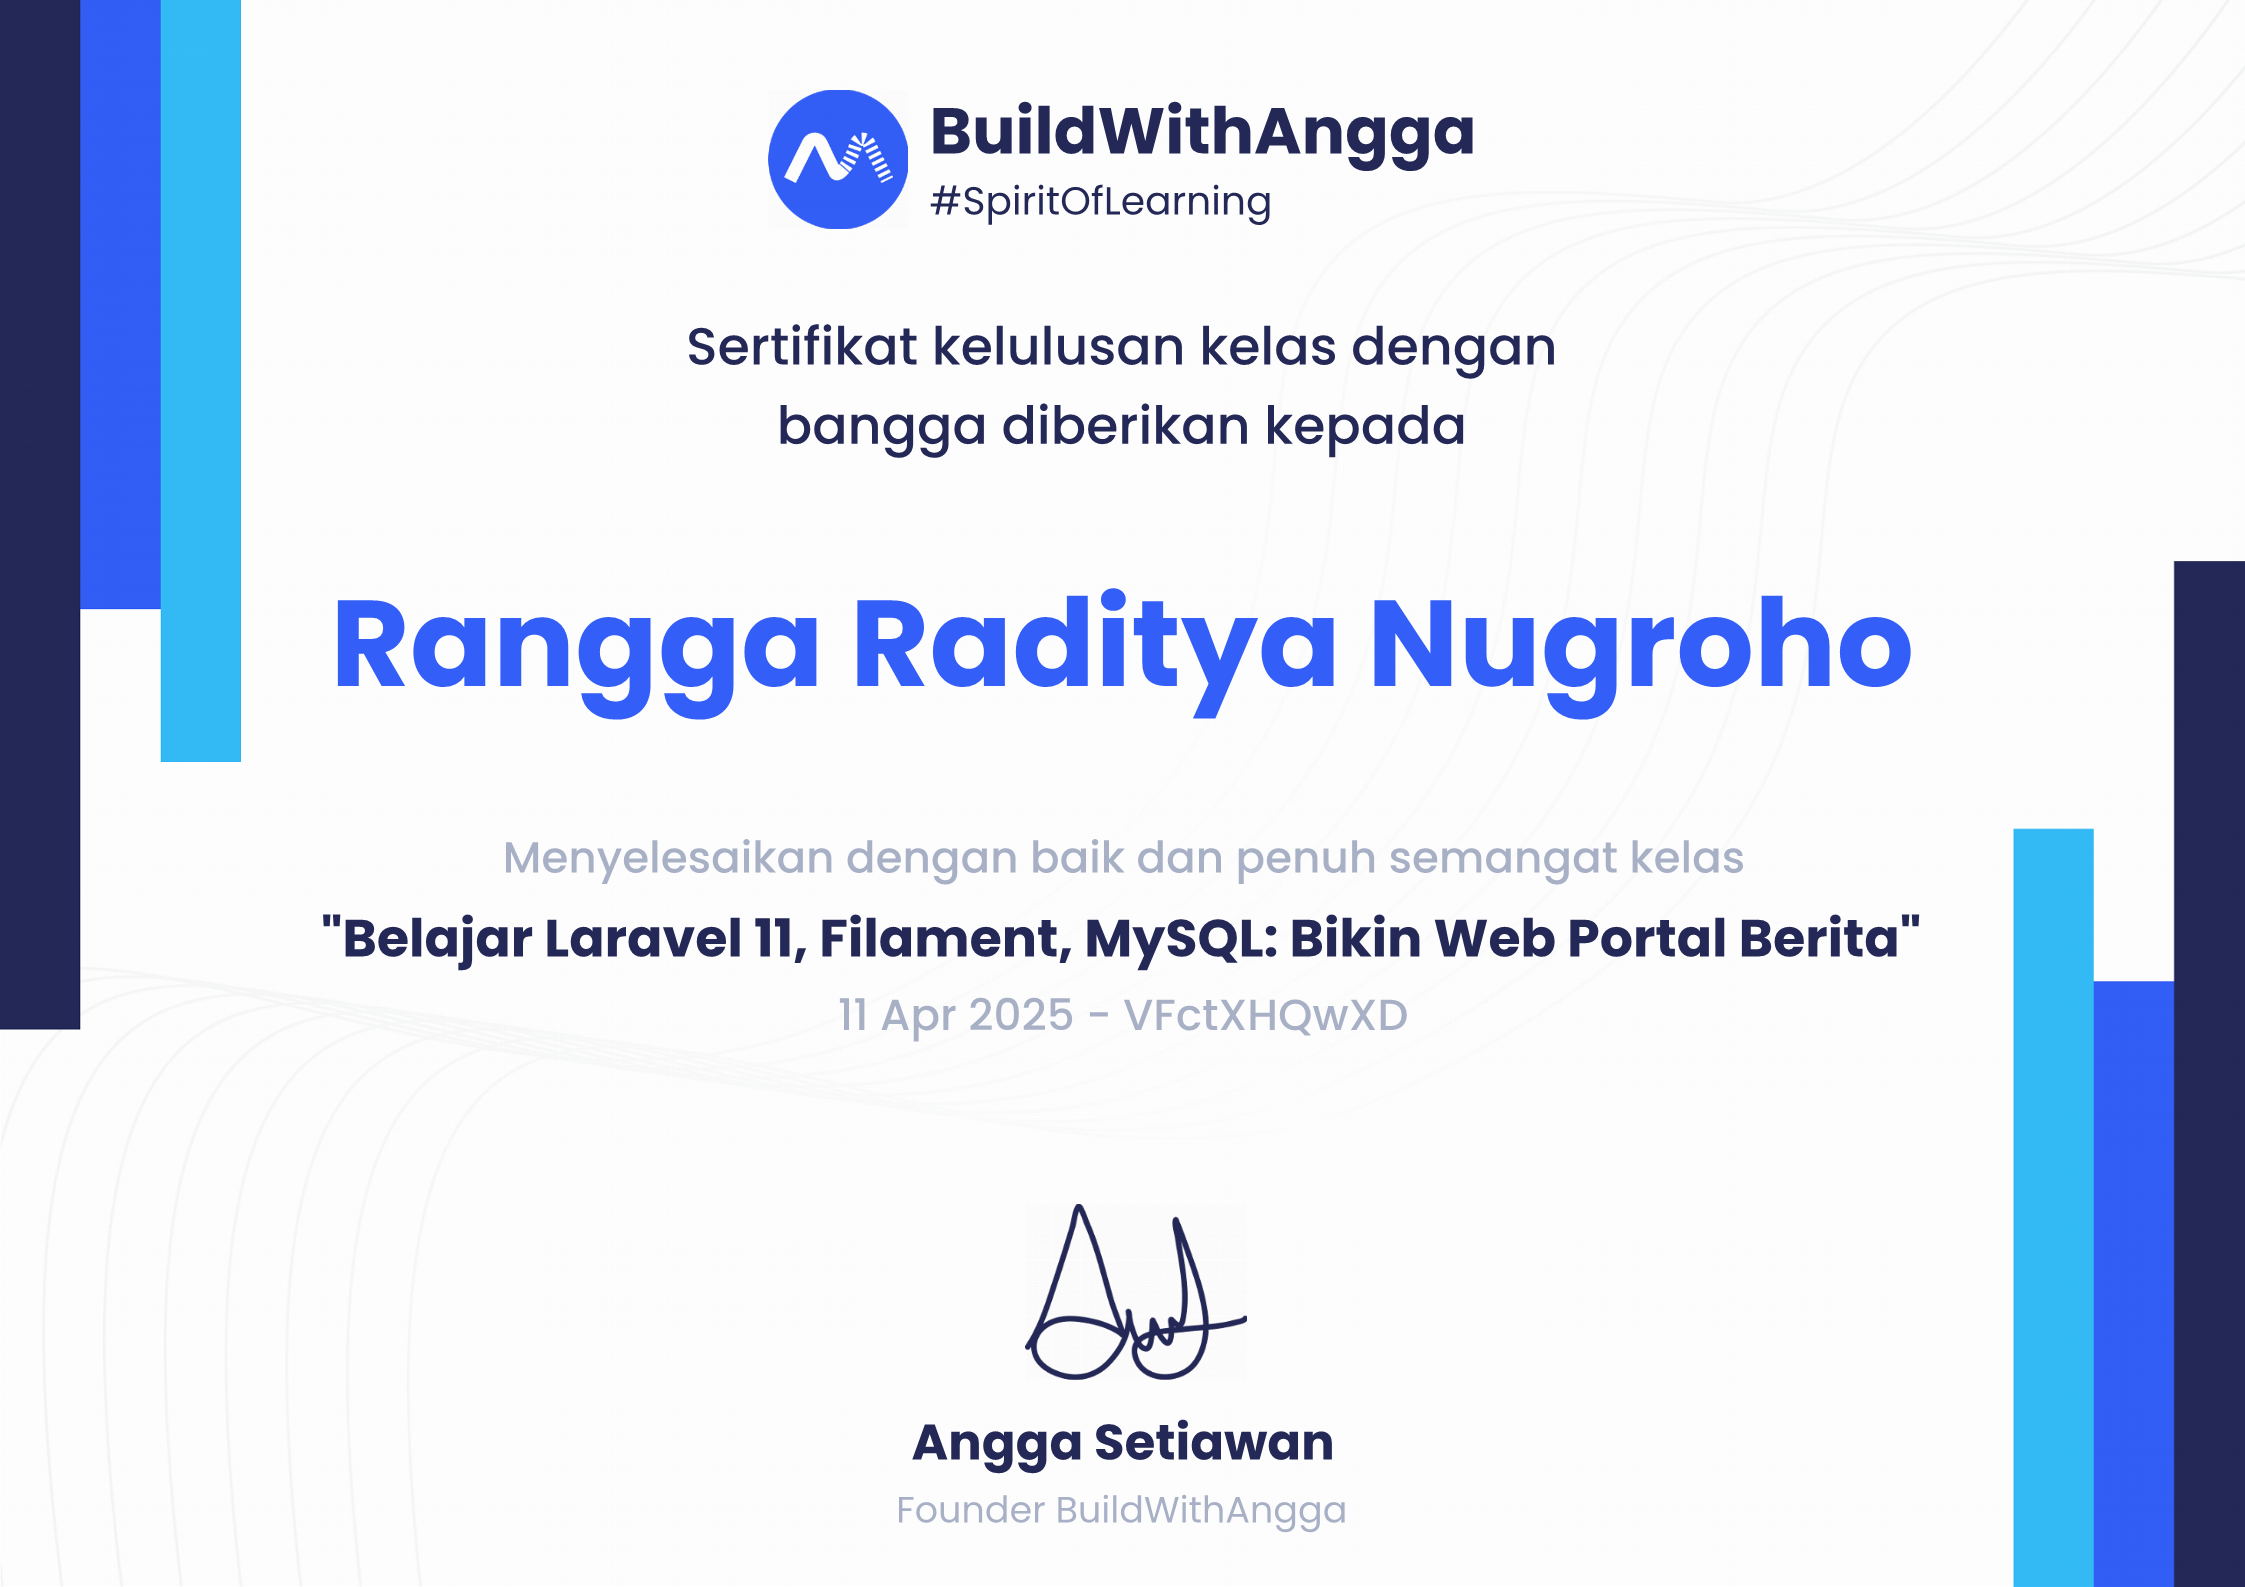 BuildWithAngga
#SpiritOfLearning
Sertifikat kelulusan kelas dengan
bangga diberikan kepada
Rangga Raditya Nugroho
Menyelesaikan dengan baik dan penuh semangat kelas
"Belajar Laravel 11, Filament, MySQL: Bikin Web Portal Berita"
11 Apr 2025 - VFctXHQwXD
Angga Setiawan
Founder BuildWithAngga